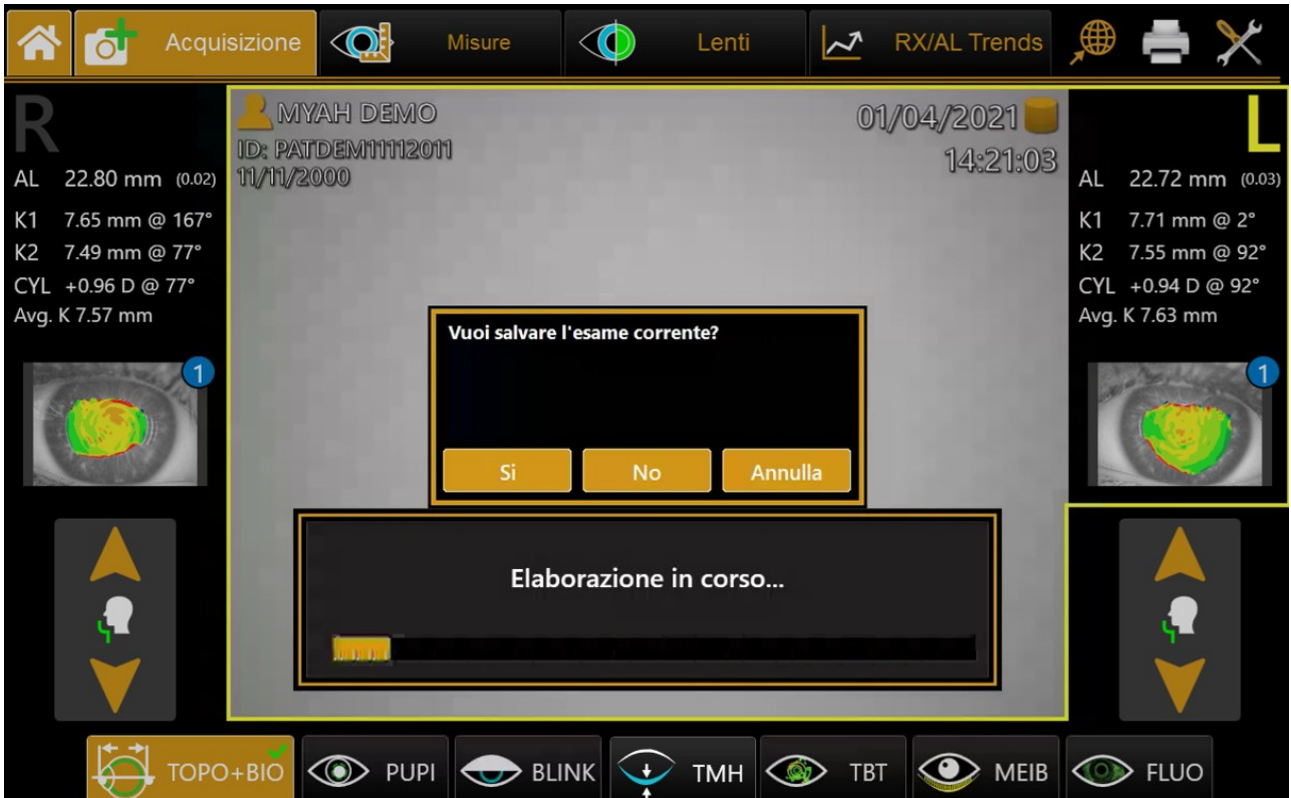 Acquisizione
Misure
Lenti
RX/AL Trends
R
AL 22.80 mm (0.02)
K1 7.65 mm @ 167°
K2 7.49 mm @ 77°
CYL +0.96 D @ 77°
Avg. K 7.57 mm
1
MYAH DEMO
ID: PATDEM11112011
11/11/2000
01/04/2021
14:21:03
L
AL 22.72 mm (0.03)
K1 7.71 mm @ 2°
K2 7.55 mm @ 92°
CYL +0.94 D @ 92°
Avg. K 7.63 mm
1
Vuoi salvare l'esame corrente?
Si
No
Annulla
Elaborazione in corso...
TOPO+BIO
PUPI
BLINK
TMH
TBT
MEIB
FLUO